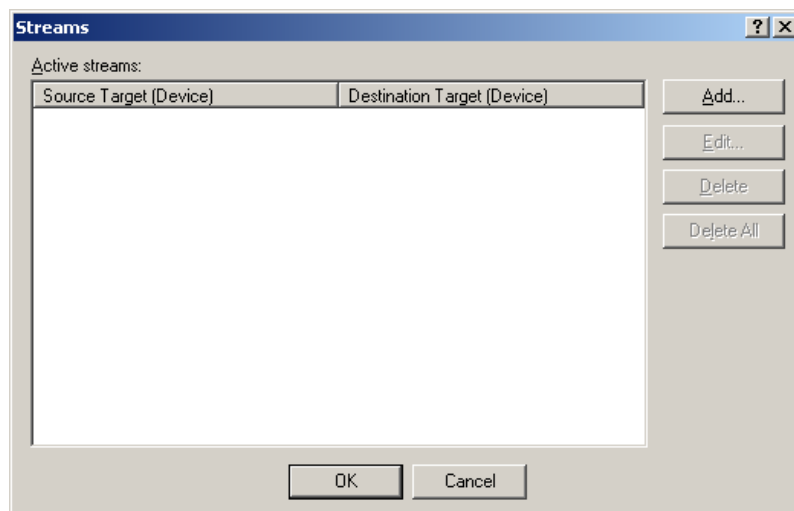 Streams
Active streams:
Source Target (Device) Destination Target (Device)
Add...
Edit...
Delete
Delete All
OK Cancel